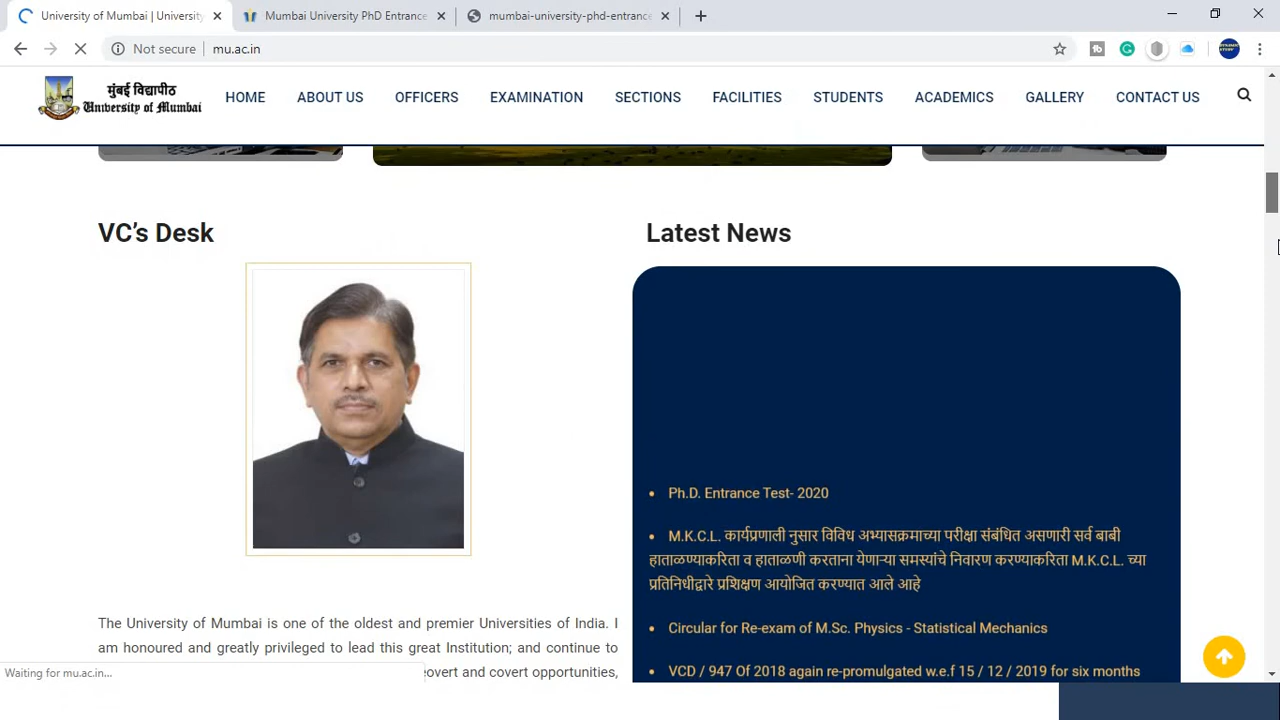 University of Mumbai | University
Mumbai University PhD Entrance
mumbai-university-phd-entrance
Not secure
mu.ac.in
मुंबई विद्यापीठ
University of Mumbai
HOME
ABOUT US
OFFICERS
EXAMINATION
SECTIONS
FACILITIES
STUDENTS
ACADEMICS
GALLERY
CONTACT US
VC’s Desk
Latest News
Ph.D. Entrance Test- 2020
M.K.C.L. कार्यप्रणाली नुसार विविध अभ्यासक्रमाच्या परीक्षा संबंधित असणारी सर्व बाबी
हाताळण्याकरिता व हाताळणी करताना येणाऱ्या समस्यांचे निवारण करण्याकरिता M.K.C.L. च्या
प्रतिनिधीद्वारे प्रशिक्षण आयोजित करण्यात आले आहे
Circular for Re-exam of M.Sc. Physics - Statistical Mechanics
VCD / 947 Of 2018 again re-promulgated w.e.f 15 / 12 / 2019 for six months
The University of Mumbai is one of the oldest and premier Universities of India. I
am honoured and greatly privileged to lead this great Institution; and continue to
and covert opportunities,
Waiting for mu.ac.in...